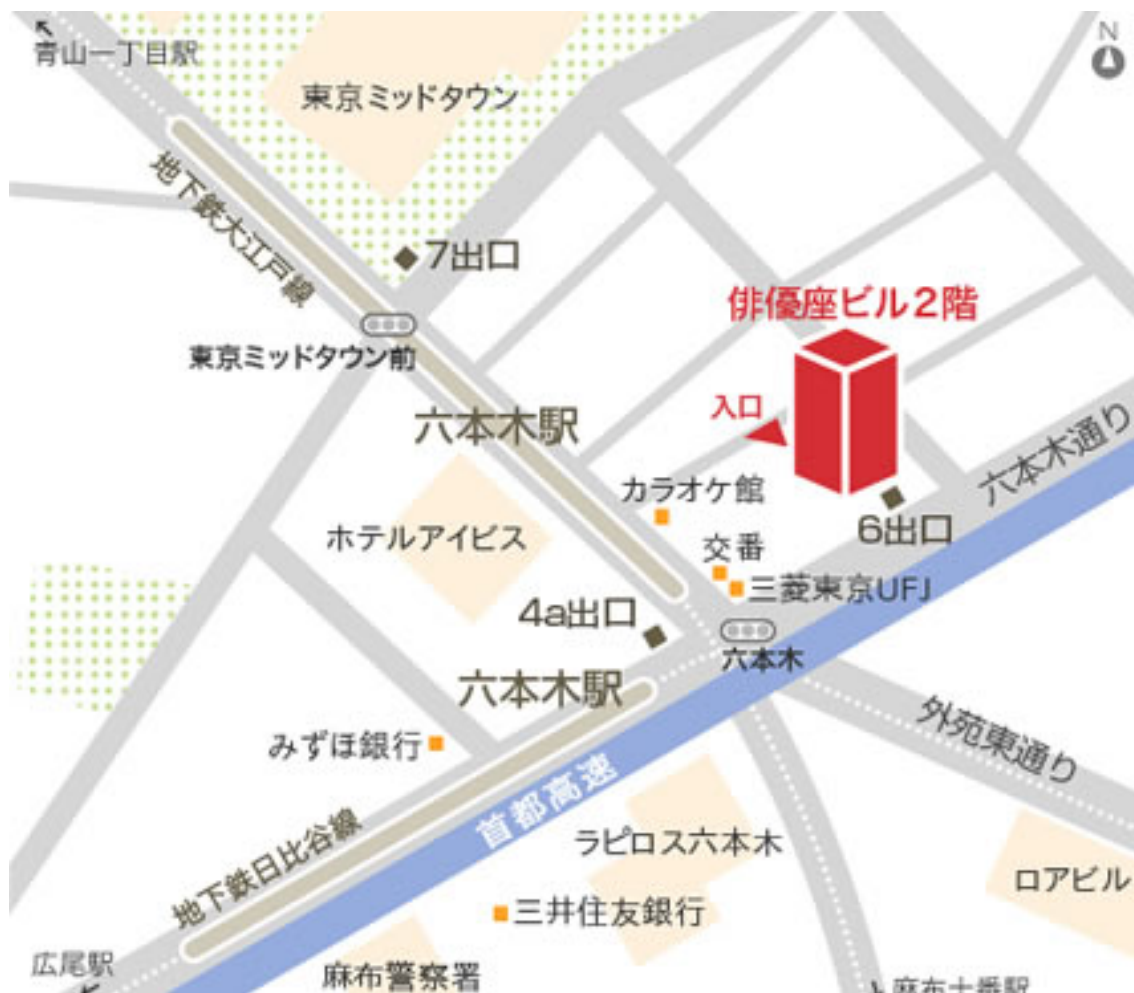 N
青山一丁目駅
東京ミッドタウン
地下鉄大江戸線
7出口
俳優座ビル2階
東京ミッドタウン前
入口
六本木駅
六本木通り
カラオケ館
6出口
ホテルアイビス
交番
三菱東京UFJ
4a出口
六本木
六本木駅
外苑東通り
みずほ銀行
首都高速
ラピロス六本木
地下鉄日比谷線
ロアビル
三井住友銀行
広尾駅
麻布警察署
麻布十番駅